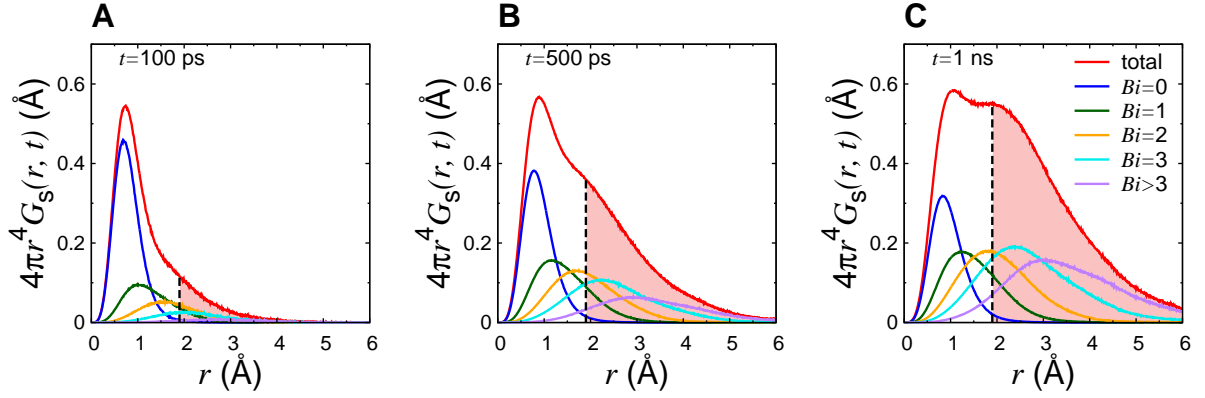 A
B
C
t=100 ps
t=500 ps
t=1 ns
4πr⁴Gₛ(r, t) (Å)
0.6
0.4
0.2
0
0 1 2 3 4 5 6
r (Å)
4πr⁴Gₛ(r, t) (Å)
0.6
0.4
0.2
0
0 1 2 3 4 5 6
r (Å)
4πr⁴Gₛ(r, t) (Å)
0.6
0.4
0.2
0
0 1 2 3 4 5 6
r (Å)
total
Bi=0
Bi=1
Bi=2
Bi=3
Bi>3